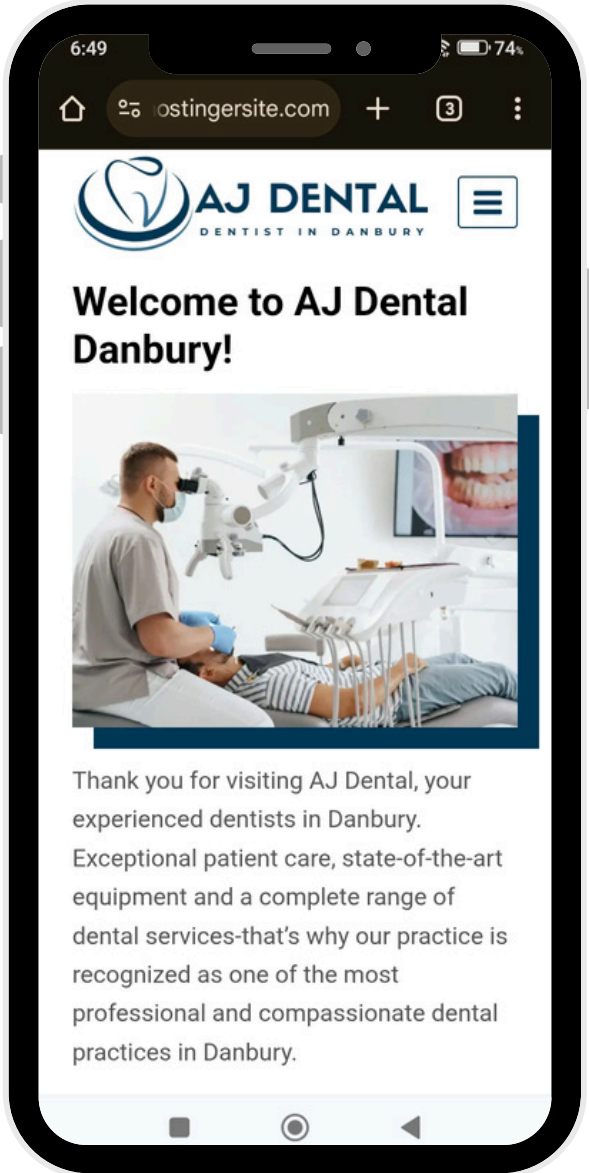 6:49
74%
ostingersite.com
3
AJ DENTAL
DENTIST IN DANBURY
Welcome to AJ Dental
Danbury!
Thank you for visiting AJ Dental, your
experienced dentists in Danbury.
Exceptional patient care, state-of-the-art
equipment and a complete range of
dental services-that’s why our practice is
recognized as one of the most
professional and compassionate dental
practices in Danbury.